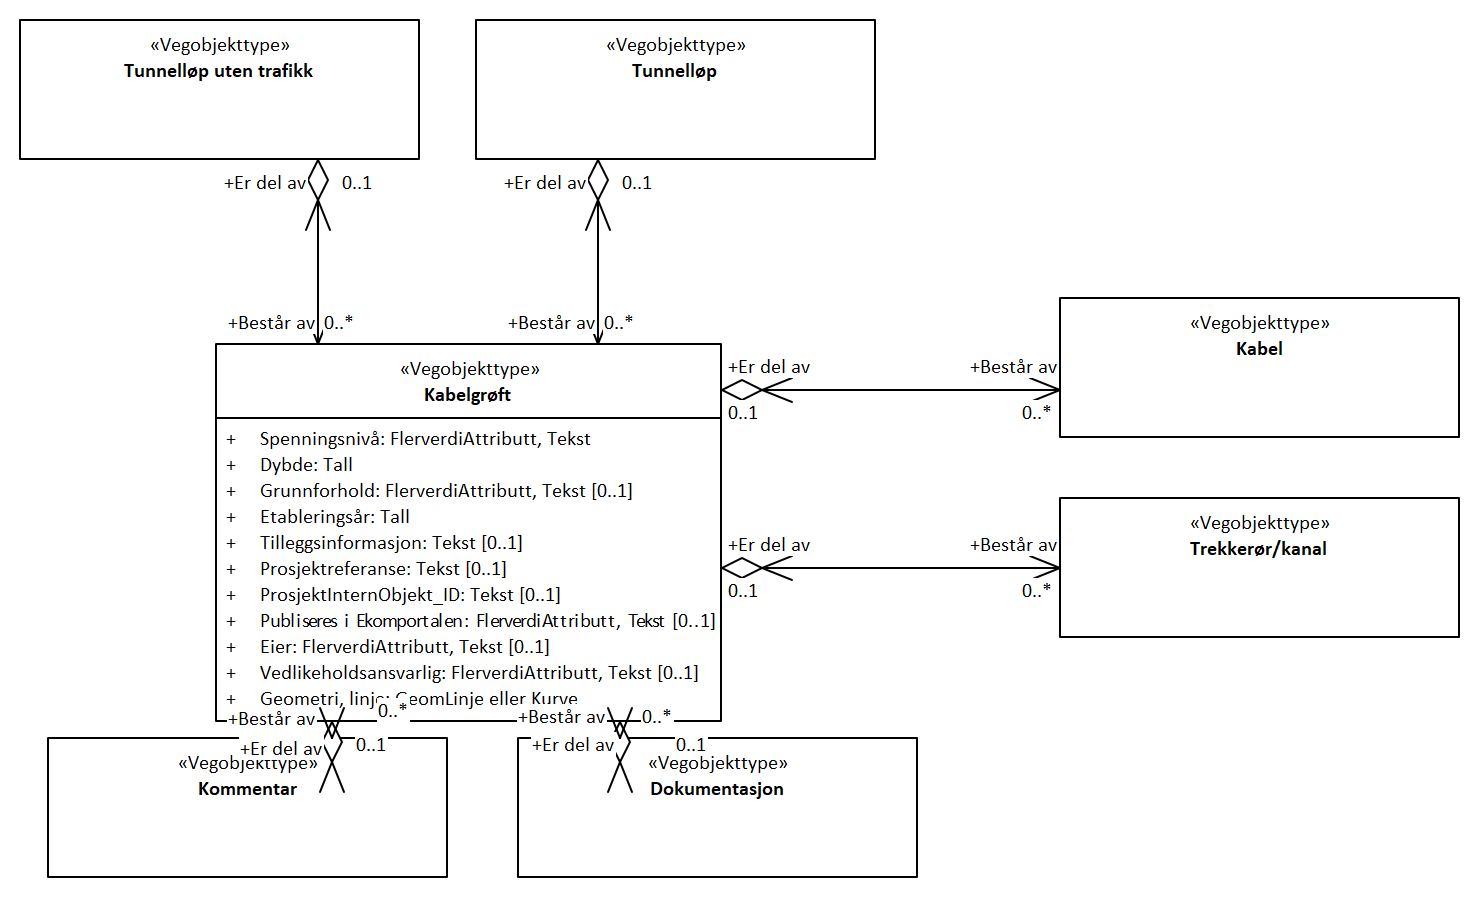 «Vegobjekttype»
Tunnelløp uten trafikk
«Vegobjekttype»
Tunnelløp
+Er del av 0..1
+Er del av 0..1
+Består av 0..*
+Består av 0..*
«Vegobjekttype»
Kabel
«Vegobjekttype»
Kabelgrøft
+Er del av
0..1
+Består av
0..*
+ Spenningsnivå: FlerverdiAttributt, Tekst
+ Dybde: Tall
+ Grunnforhold: FlerverdiAttributt, Tekst [0..1]
+ Etableringsår: Tall
+ Tilleggsinformasjon: Tekst [0..1]
+ Prosjektreferanse: Tekst [0..1]
+ ProsjektInternObjekt_ID: Tekst [0..1]
+ Publiseres i Ekomportalen: FlerverdiAttributt, Tekst [0..1]
+ Eier: FlerverdiAttributt, Tekst [0..1]
+ Vedlikeholdsansvarlig: FlerverdiAttributt, Tekst [0..1]
+ Geometri, linje: GeomLinje eller Kurve
«Vegobjekttype»
Trekkerør/kanal
+Er del av
0..1
+Består av
0..*
+Består av 0..*
+Er del av 0..1
«Vegobjekttype»
Kommentar
+Består av 0..*
+Er del av 0..1
«Vegobjekttype»
Dokumentasjon